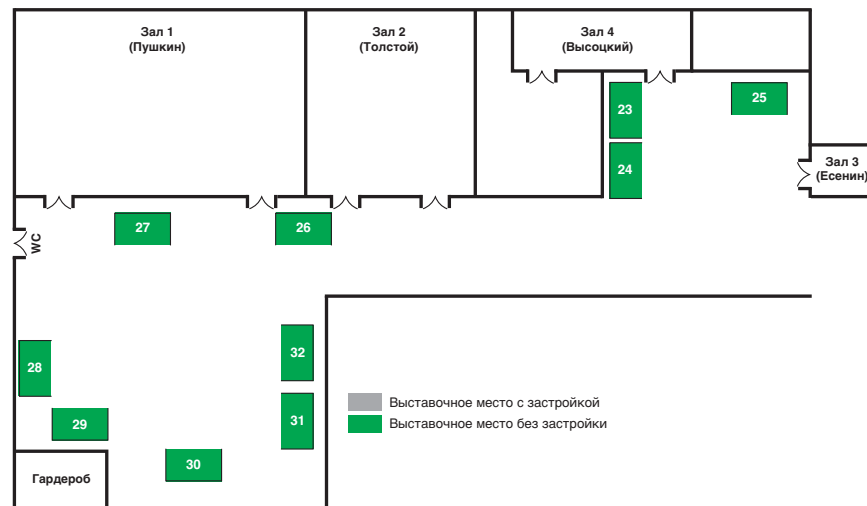 Зал 1
(Пушкин)
Зал 2
(Толстой)
Зал 4
(Высоцкий)
23
25
24
Зал 3
(Есенин)
27
26
WC
32
28
Выставочное место с застройкой
31
29
Выставочное место без застройки
30
Гардероб